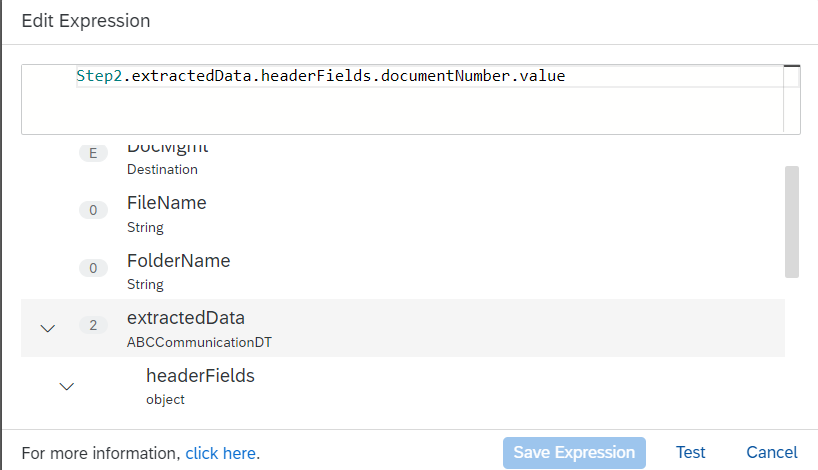 Edit Expression
Step2.extractedData.headerFields.documentNumber.value
E
DocMgmt
Destination
0
FileName
String
0
FolderName
String
2
extractedData
ABCCommunicationDT
headerFields
object
For more information, click here.
Save Expression
Test
Cancel